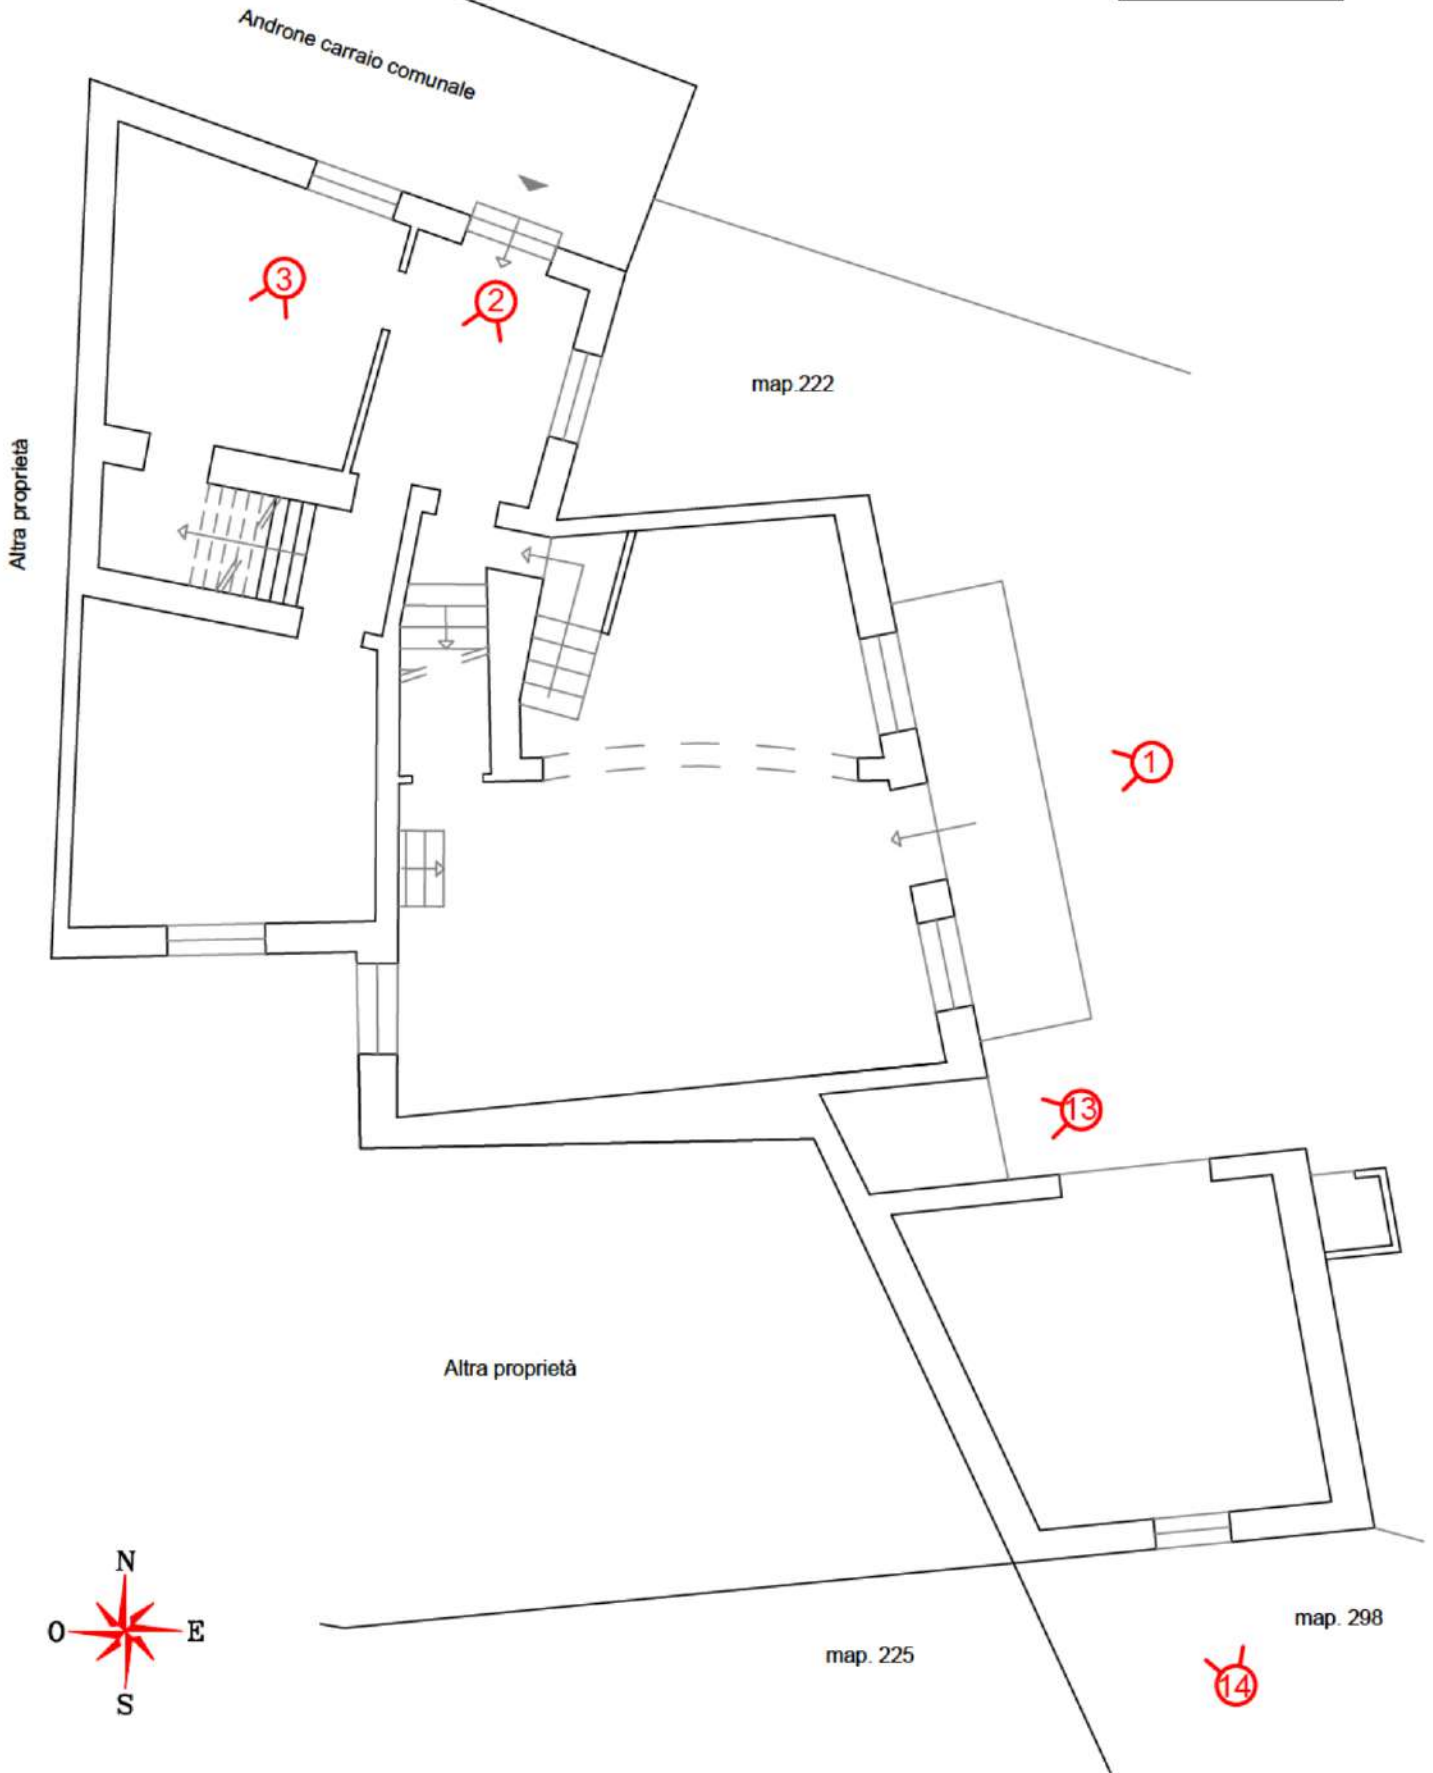 Androne carraio comunale
3
2
map.222
Altra proprietà
1
13
Altra proprietà
N
O E
S
map. 298
map. 225
14